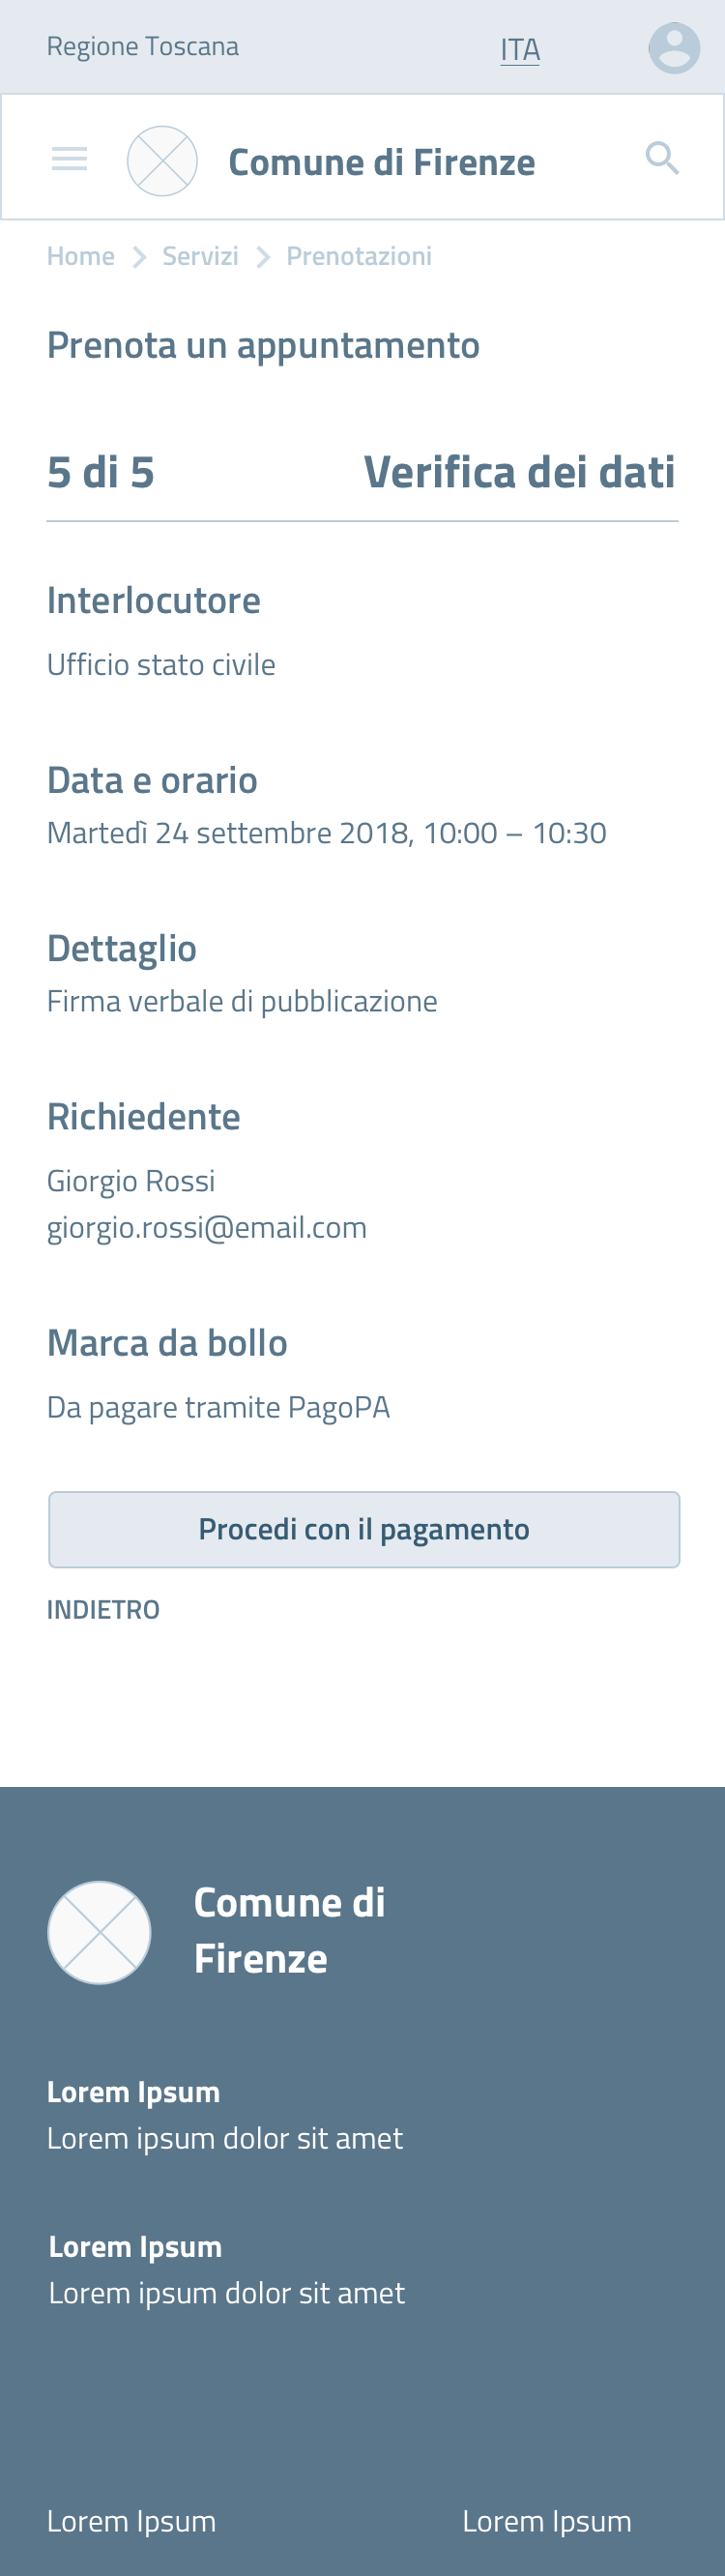 Regione Toscana
ITA
Comune di Firenze
Home > Servizi > Prenotazioni
Prenota un appuntamento
5 di 5
Verifica dei dati
Interlocutore
Ufficio stato civile
Data e orario
Martedì 24 settembre 2018, 10:00 – 10:30
Dettaglio
Firma verbale di pubblicazione
Richiedente
Giorgio Rossi
giorgio.rossi@email.com
Marca da bollo
Da pagare tramite PagoPA
Procedi con il pagamento
INDIETRO
Comune di
Firenze
Lorem Ipsum
Lorem ipsum dolor sit amet
Lorem Ipsum
Lorem ipsum dolor sit amet
Lorem Ipsum
Lorem Ipsum